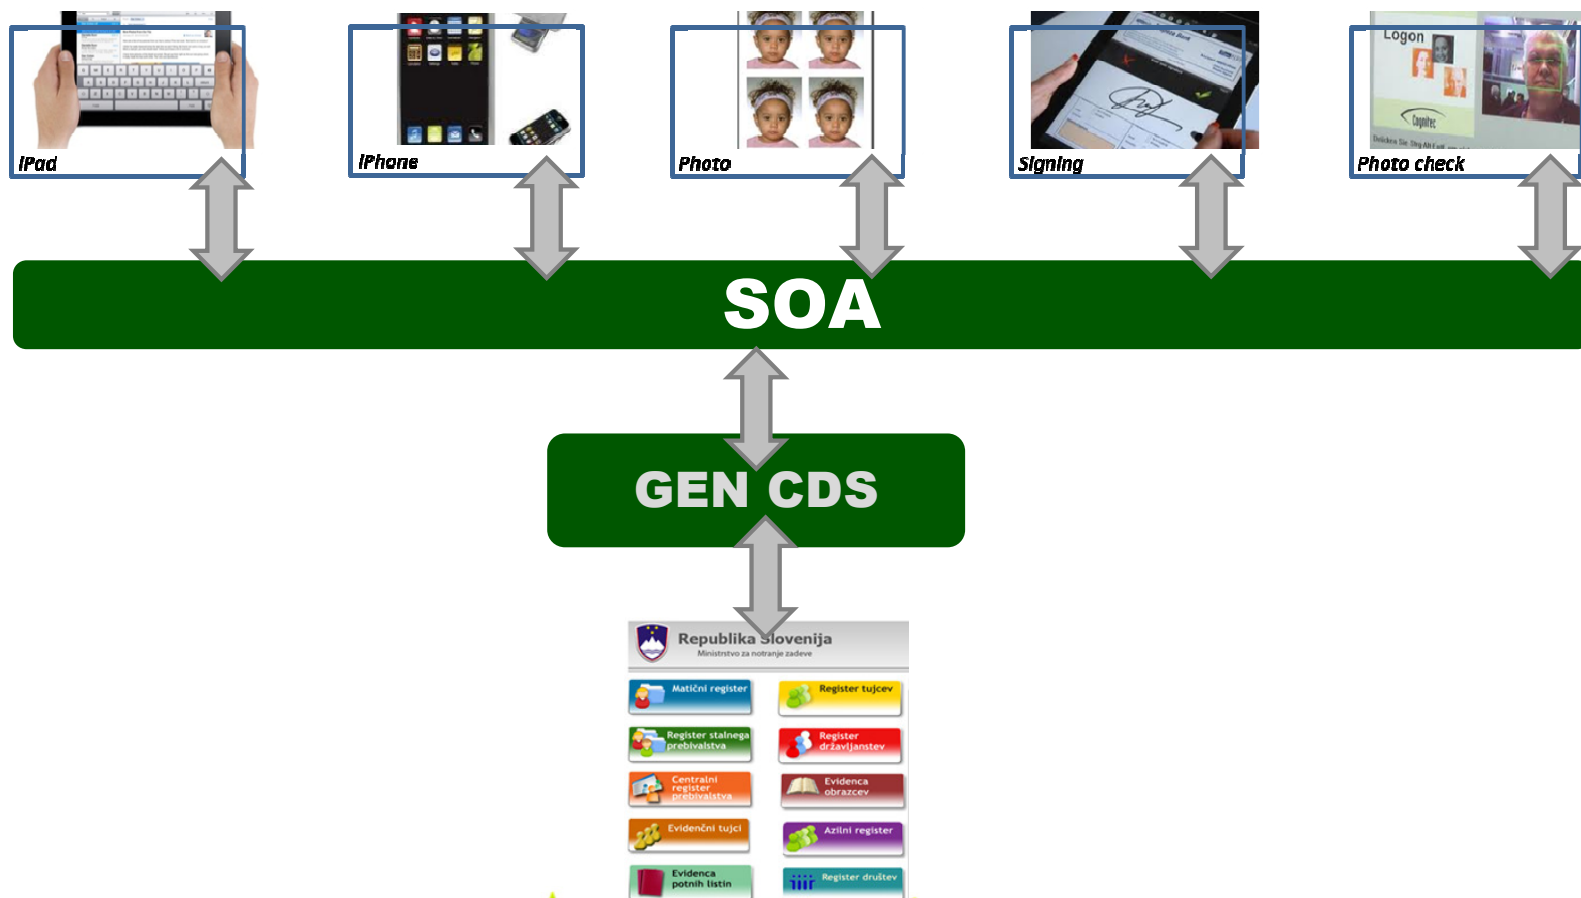 Logon
Cognitec
iPad
iPhone
Photo
Signing
Photo check
SOA
GEN CDS
Republika Slovenija
Ministrstvo za notranje zadeve
Matični register
Register tujcev
Register stalnega
prebivalstva
Register
državljanstev
Centralni
register
prebivalstva
Evidenca
obrazcev
Evidenčni tujci
Azilni register
Evidenca
potnih listin
Register društev